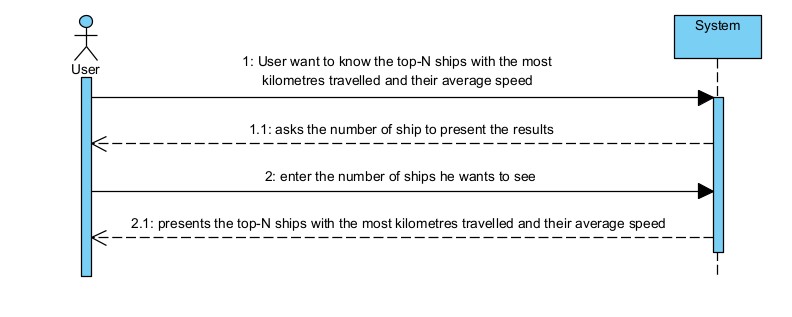 System
User
1: User want to know the top-N ships with the most
kilometres travelled and their average speed
1.1: asks the number of ship to present the results
2: enter the number of ships he wants to see
2.1: presents the top-N ships with the most kilometres travelled and their average speed